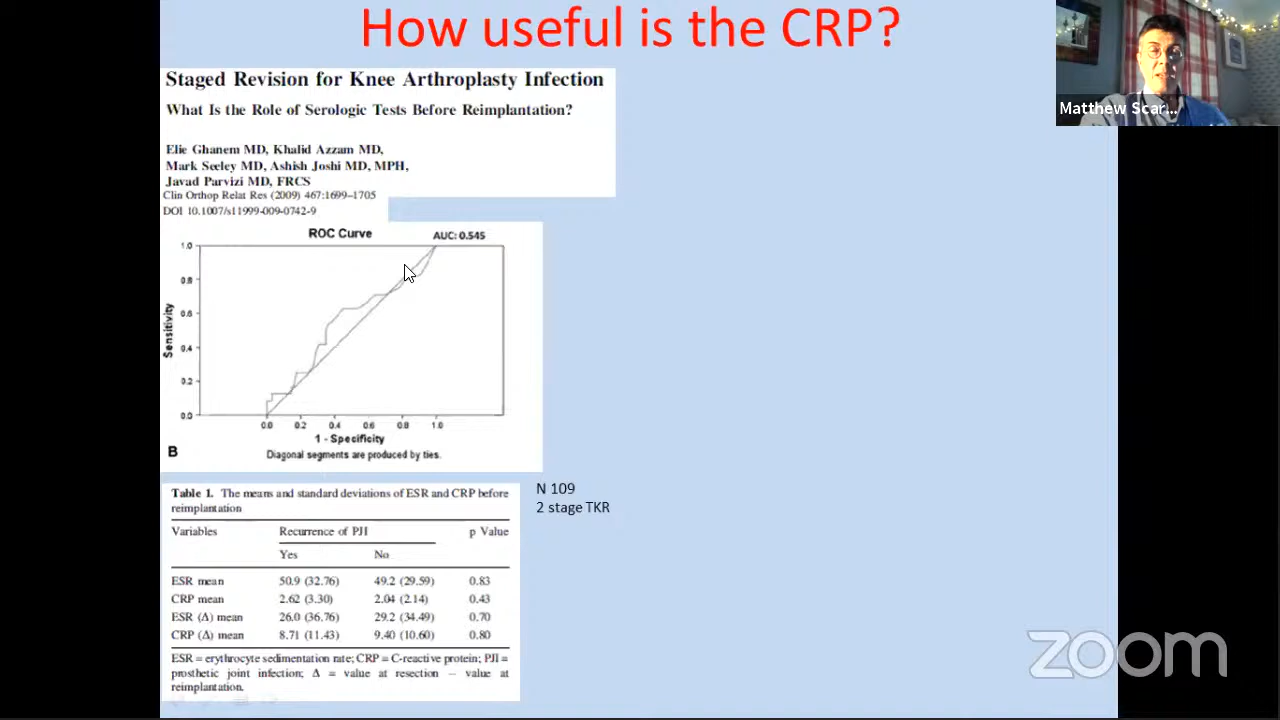 How useful is the CRP?
Matthew Scar...
Staged Revision for Knee Arthroplasty Infection
What Is the Role of Serologic Tests Before Reimplantation?
Elie Ghanem MD, Khalid Azzam MD,
Mark Seeley MD, Ashish Joshi MD, MPH,
Javad Parvizi MD, FRCS
Clin Orthop Relat Res (2009) 467:1699–1705
DOI 10.1007/s11999-009-0742-9
ROC Curve AUC: 0.545
1.0
0.8
0.6
0.4
0.2
0.0
Sensitivity
0.0 0.2 0.4 0.6 0.8 1.0
1 - Specificity
B
Diagonal segments are produced by ties.
N 109
2 stage TKR
Table 1. The means and standard deviations of ESR and CRP before
reimplantation
Variables Recurrence of PJI p Value
Yes No
ESR mean 50.9 (32.76) 49.2 (29.59) 0.83
CRP mean 2.62 (3.30) 2.04 (2.14) 0.43
ESR (Δ) mean 26.0 (36.76) 29.2 (34.49) 0.70
CRP (Δ) mean 8.71 (11.43) 9.40 (10.60) 0.80
ESR = erythrocyte sedimentation rate; CRP = C-reactive protein; PJI =
prosthetic joint infection; Δ = value at resection − value at
reimplantation.
zoom